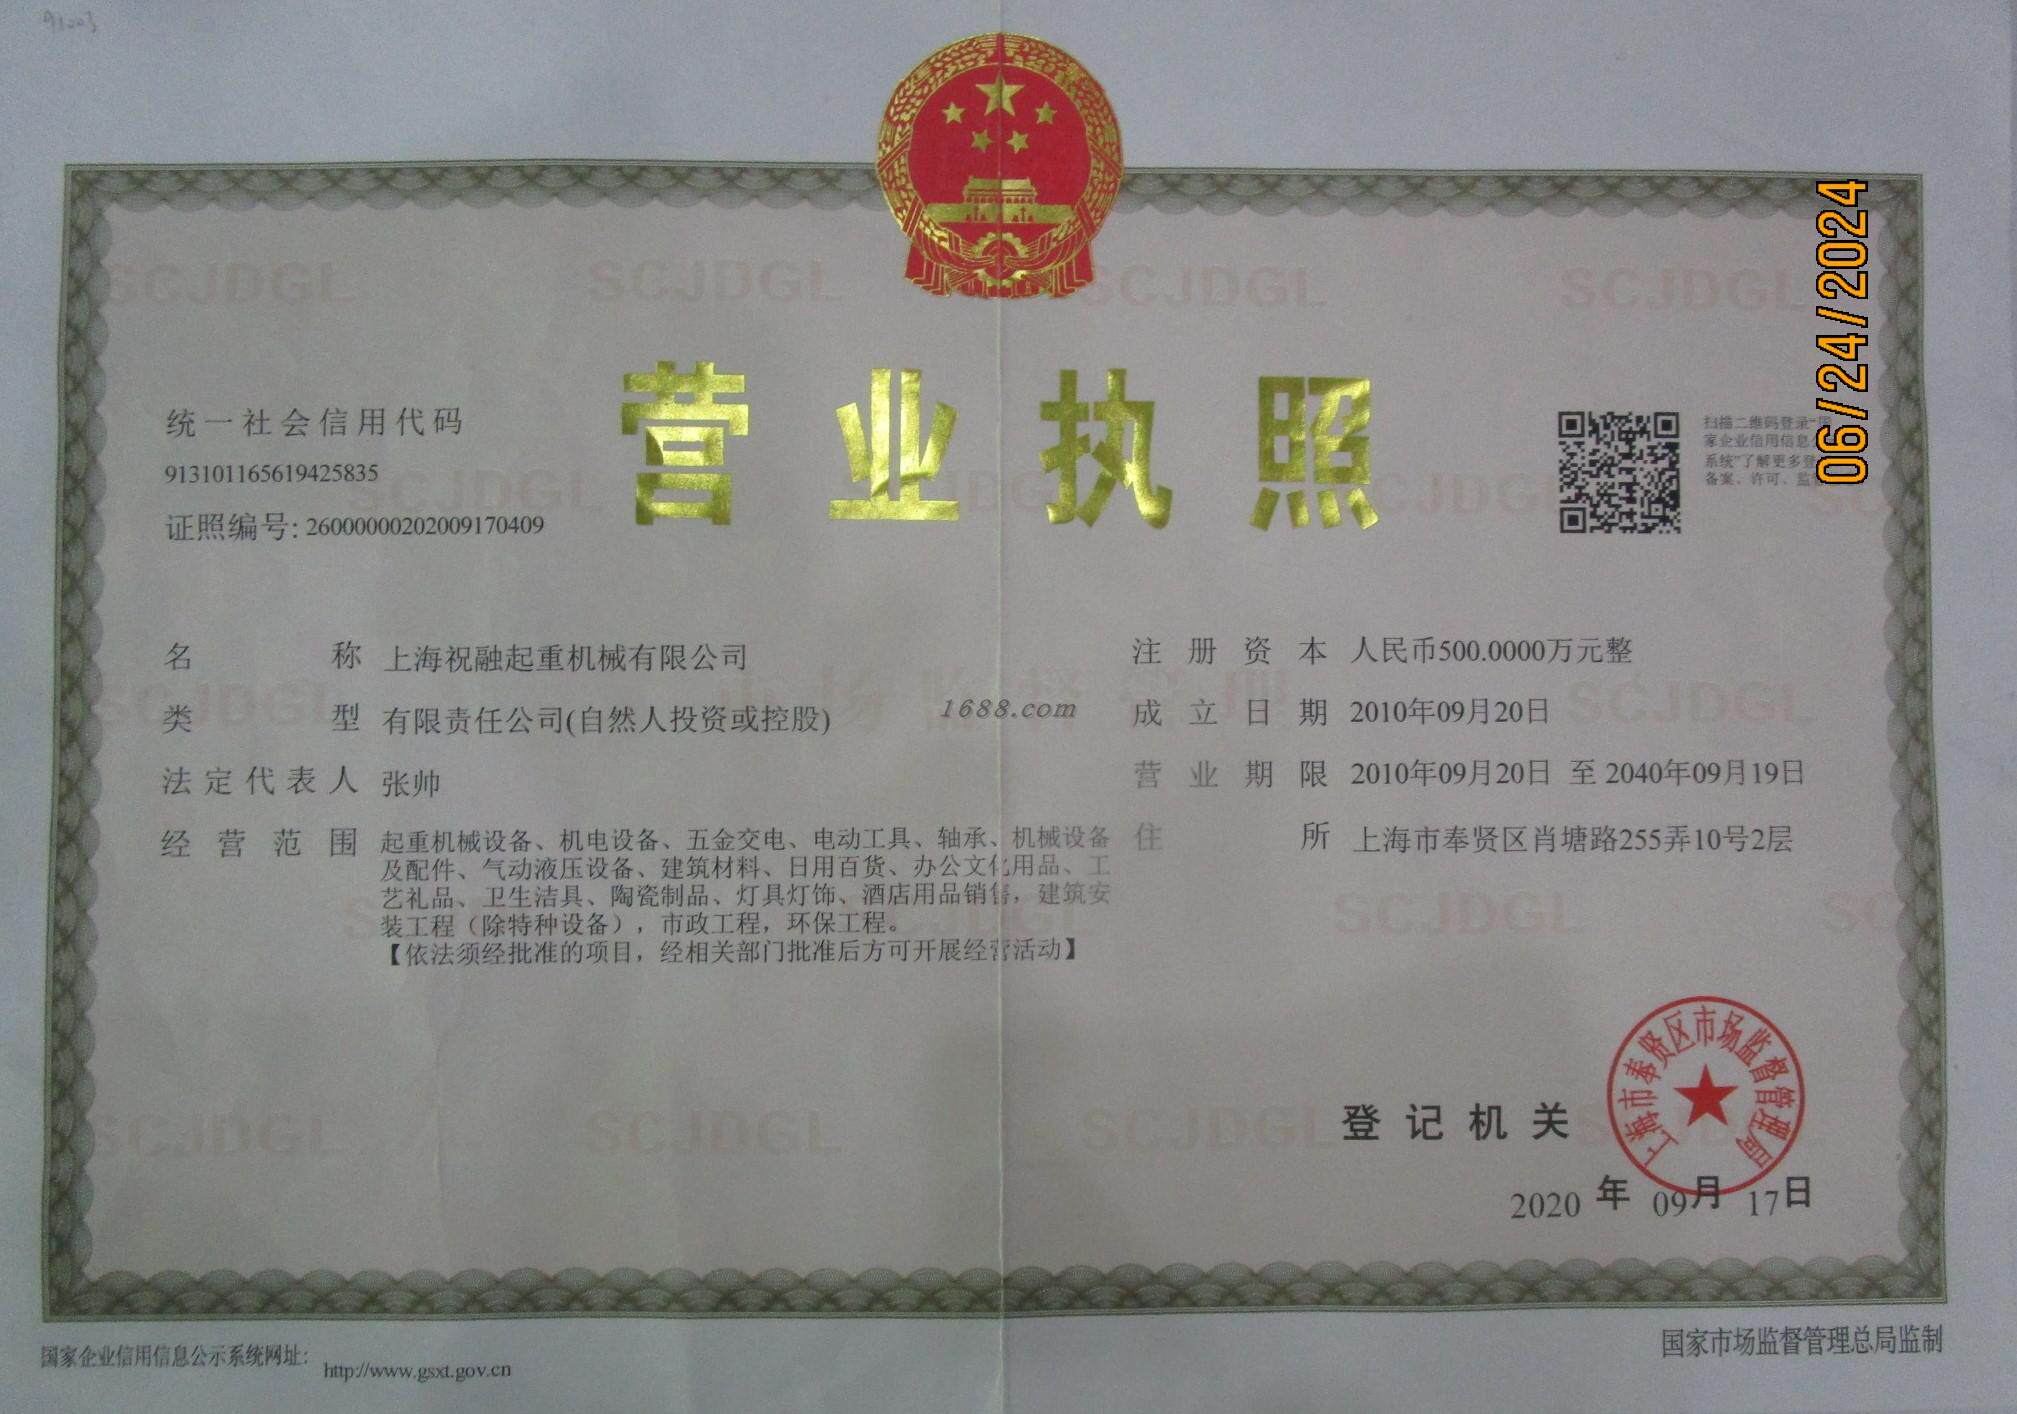 SCJDGL SCJDGL SCJDGL SCJDGL
06/24/2024
营业执照
统一社会信用代码
913101165619425835
证照编号: 26000000202009170409
扫描二维码登录“国
家企业信用信息
系统”了解更多登
备案、许可、监
名称 上海祝融起重机械有限公司
类型 有限责任公司(自然人投资或控股)
法定代表人 张帅
经营范围 起重机械设备、机电设备、五金交电、电动工具、轴承、机械设备
及配件、气动液压设备、建筑材料、日用百货、办公文化用品、工
艺礼品、卫生洁具、陶瓷制品、灯具灯饰、酒店用品销售，建筑安
装工程（除特种设备），市政工程，环保工程。
【依法须经批准的项目，经相关部门批准后方可开展经营活动】
1688.com
注册资本 人民币500.0000万元整
成立日期 2010年09月20日
营业期限 2010年09月20日 至 2040年09月19日
住所 上海市奉贤区肖塘路255弄10号2层
登记机关
上海市奉贤区市场监督管理局
2020 年 09月 17日
国家企业信用信息公示系统网址：
http://www.gsxt.gov.cn
国家市场监督管理总局监制